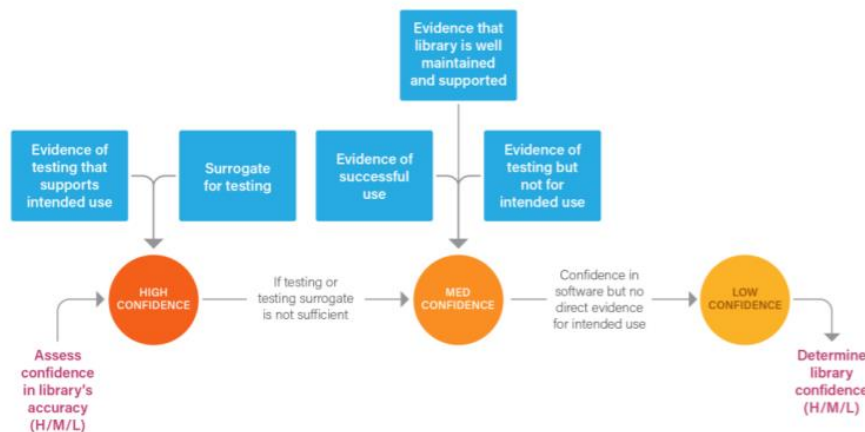 Evidence that
library is well
maintained
and supported
Evidence of
testing that
supports
intended use
Surrogate
for testing
Evidence of
successful
use
Evidence of
testing but
not for
intended use
HIGH
CONFIDENCE
If testing or
testing surrogate
is not sufficient
MED
CONFIDENCE
Confidence in
software but no
direct evidence
for intended use
LOW
CONFIDENCE
Assess
confidence
in library's
accuracy
(H/M/L)
Determine
library
confidence
(H/M/L)